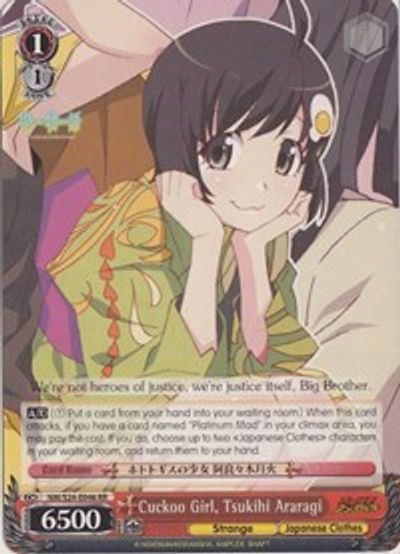 1
1
We're not heroes of justice, we're justice itself, Big Brother.
[A/C] [① Put a card from your hand into your waiting room] When this card
attacks, if you have a card named "Platinum Mad" in your climax area, you
may pay the cost. If you do, choose up to two <Japanese Clothes> characters
in your waiting room, and return them to your hand.
Card Name
ホトトギスの少女 阿良々木月火
6500
Cuckoo Girl, Tsukihi Araragi
Strange
Japanese Clothes